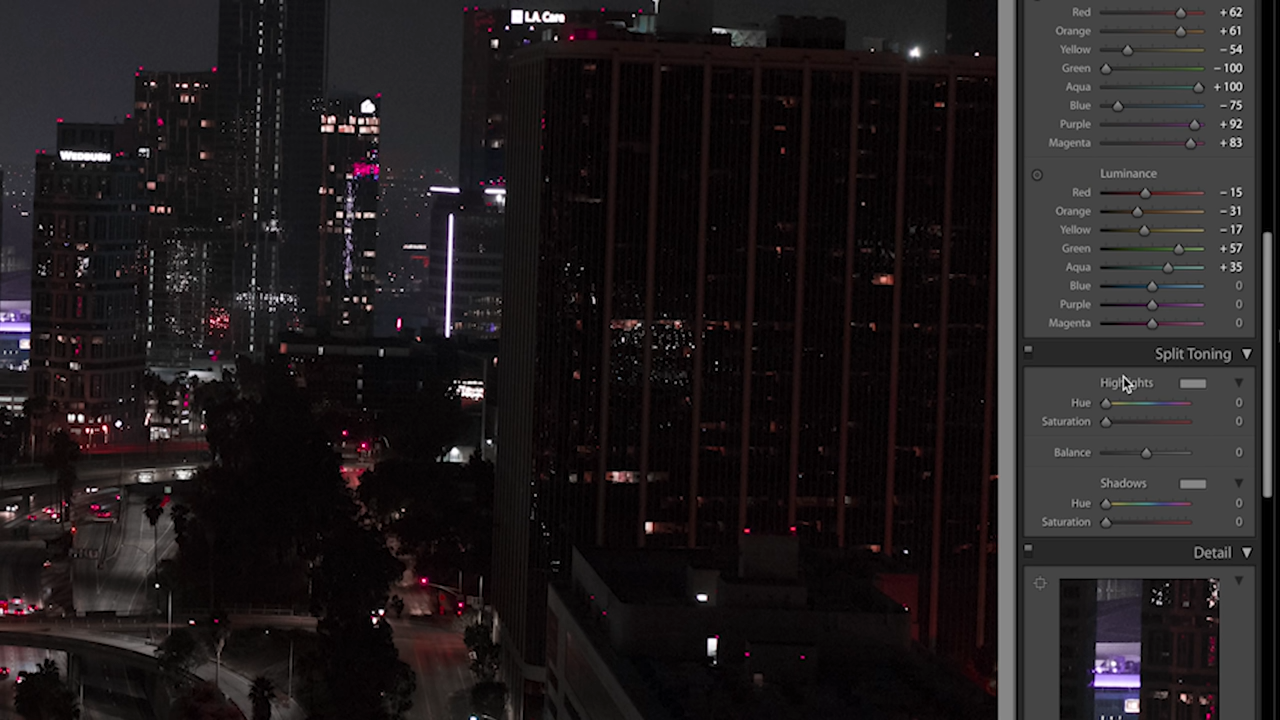 L.A. Care
WEDBUSH
Red +62
Orange +61
Yellow −54
Green −100
Aqua +100
Blue −75
Purple +92
Magenta +83
Luminance
Red −15
Orange −31
Yellow −17
Green +57
Aqua +35
Blue 0
Purple 0
Magenta 0
Split Toning
Highlights
Hue 0
Saturation 0
Balance 0
Shadows
Hue 0
Saturation 0
Detail